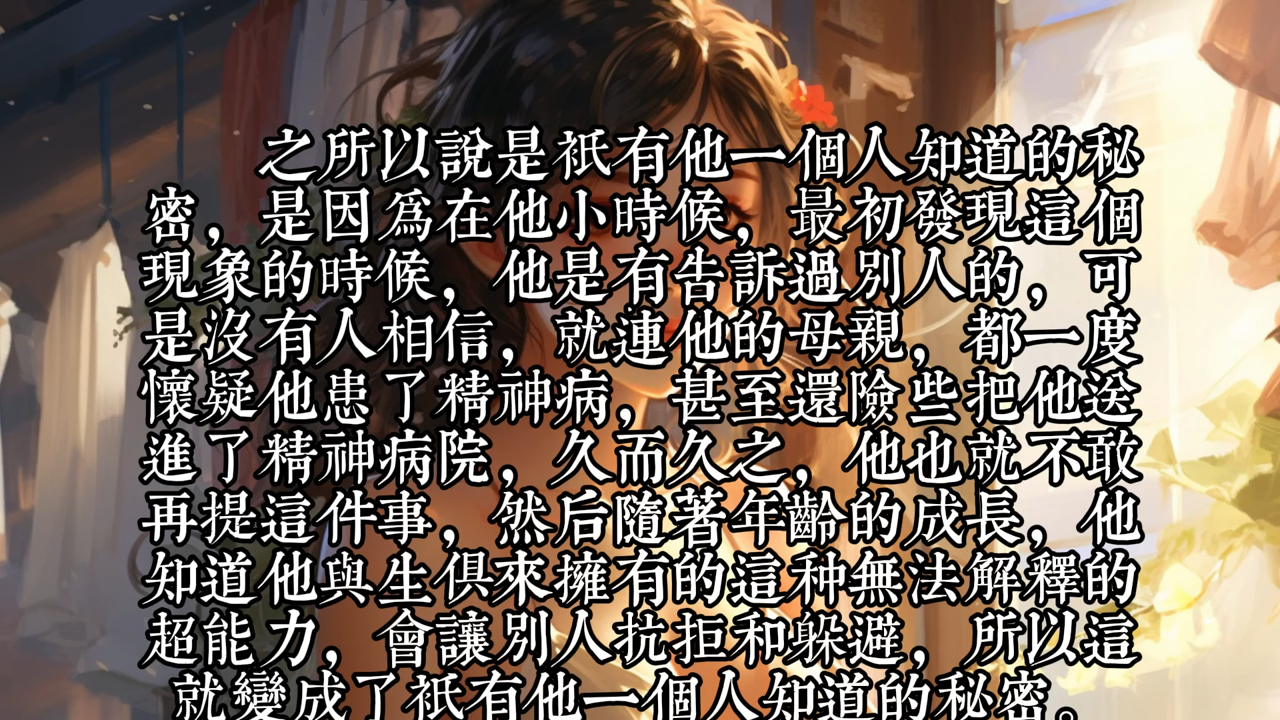 之所以說是祇有他一個人知道的秘
密，是因爲在他小時候，最初發現這個
現象的時候，他是有告訴過別人的，可
是沒有人相信，就連他的母親，都一度
懷疑他患了精神病，甚至還險些把他送
進了精神病院，久而久之，他也就不敢
再提這件事，然后隨著年齡的成長，他
知道他與生俱來擁有的這种無法解釋的
超能力，會讓別人抗拒和躲避，所以這
就變成了祇有他一個人知道的秘密。